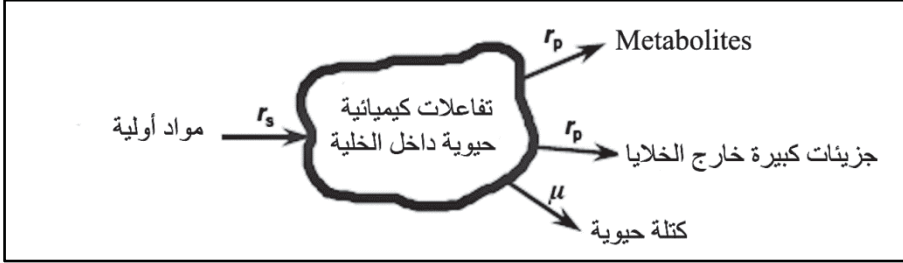 r_p
Metabolites
تفاعلات كيميائية
حيوية داخل الخلية
r_s
مواد أولية
r_p
جزيئات كبيرة خارج الخلايا
μ
كتلة حيوية